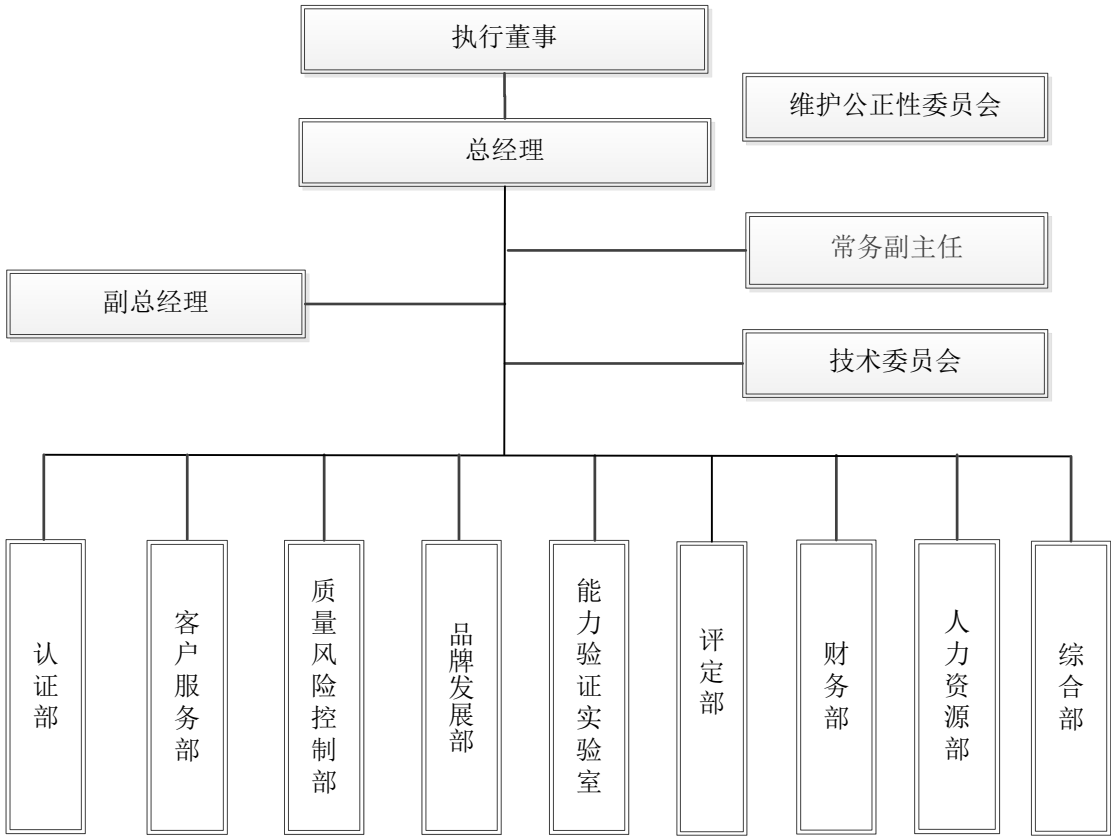 执行董事
维护公正性委员会
总经理
常务副主任
副总经理
技术委员会
认证部
客户服务部
质量风险控制部
品牌发展部
能力验证实验室
评定部
财务部
人力资源部
综合部